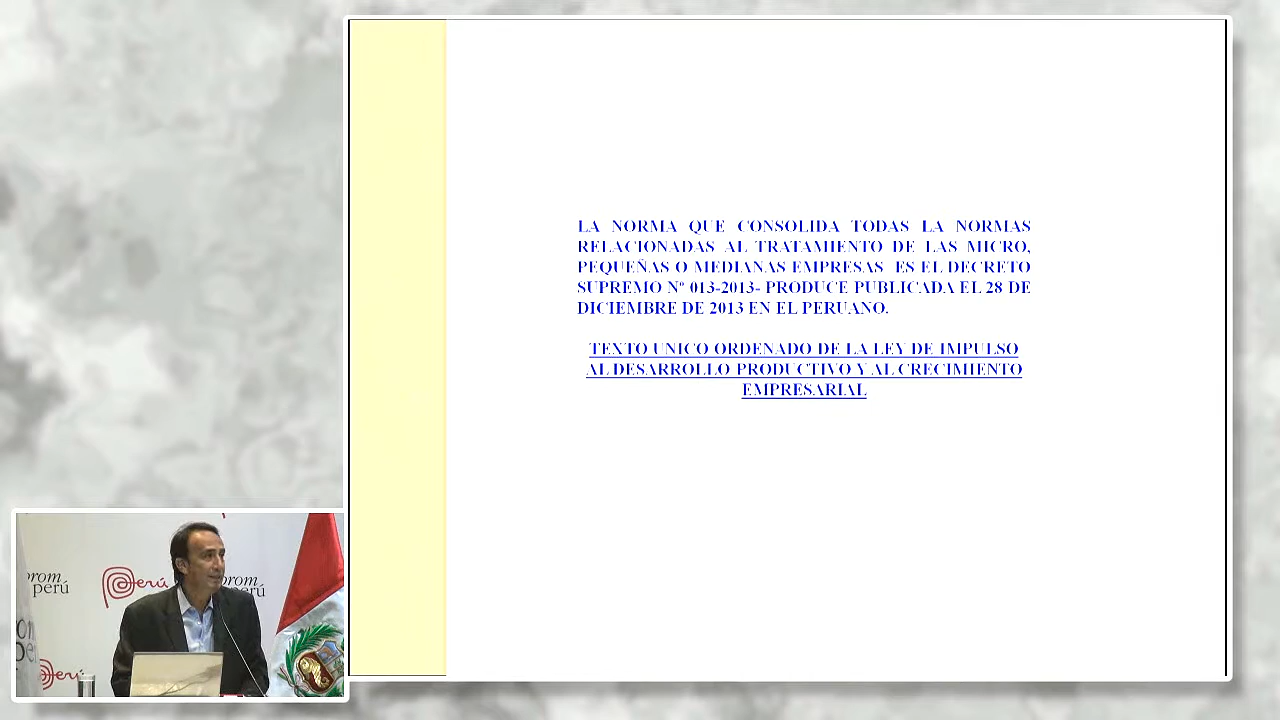 LA NORMA QUE CONSOLIDA TODAS LA NORMAS
RELACIONADAS AL TRATAMIENTO DE LAS MICRO,
PEQUEÑAS O MEDIANAS EMPRESAS ES EL DECRETO
SUPREMO Nº 013-2013- PRODUCE PUBLICADA EL 28 DE
DICIEMBRE DE 2013 EN EL PERUANO.
TEXTO UNICO ORDENADO DE LA LEY DE IMPULSO
AL DESARROLLO PRODUCTIVO Y AL CRECIMIENTO
EMPRESARIAL
prom
perú
Perú
prom
perú
Perú